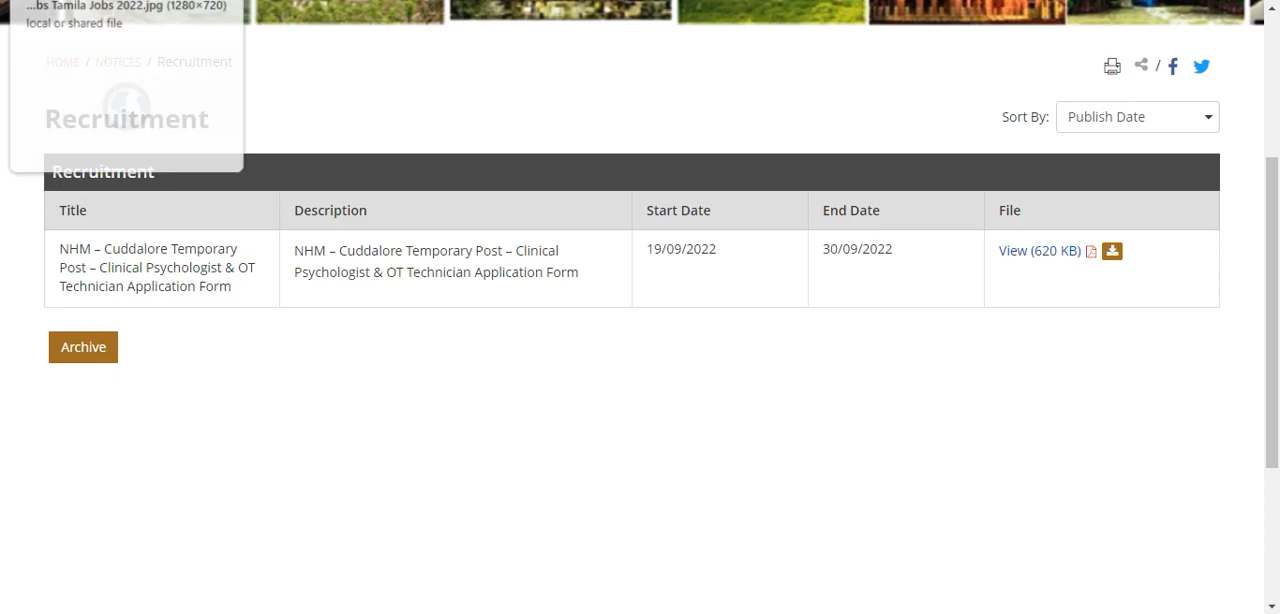 ...bs Tamila Jobs 2022.jpg (1280×720)
local or shared file
HOME / NOTICES / Recruitment
/
Recruitment
Sort By: Publish Date
Recruitment
Title Description Start Date End Date File
NHM – Cuddalore Temporary
Post – Clinical Psychologist & OT
Technician Application Form
NHM – Cuddalore Temporary Post – Clinical
Psychologist & OT Technician Application Form
19/09/2022
30/09/2022
View (620 KB)
Archive